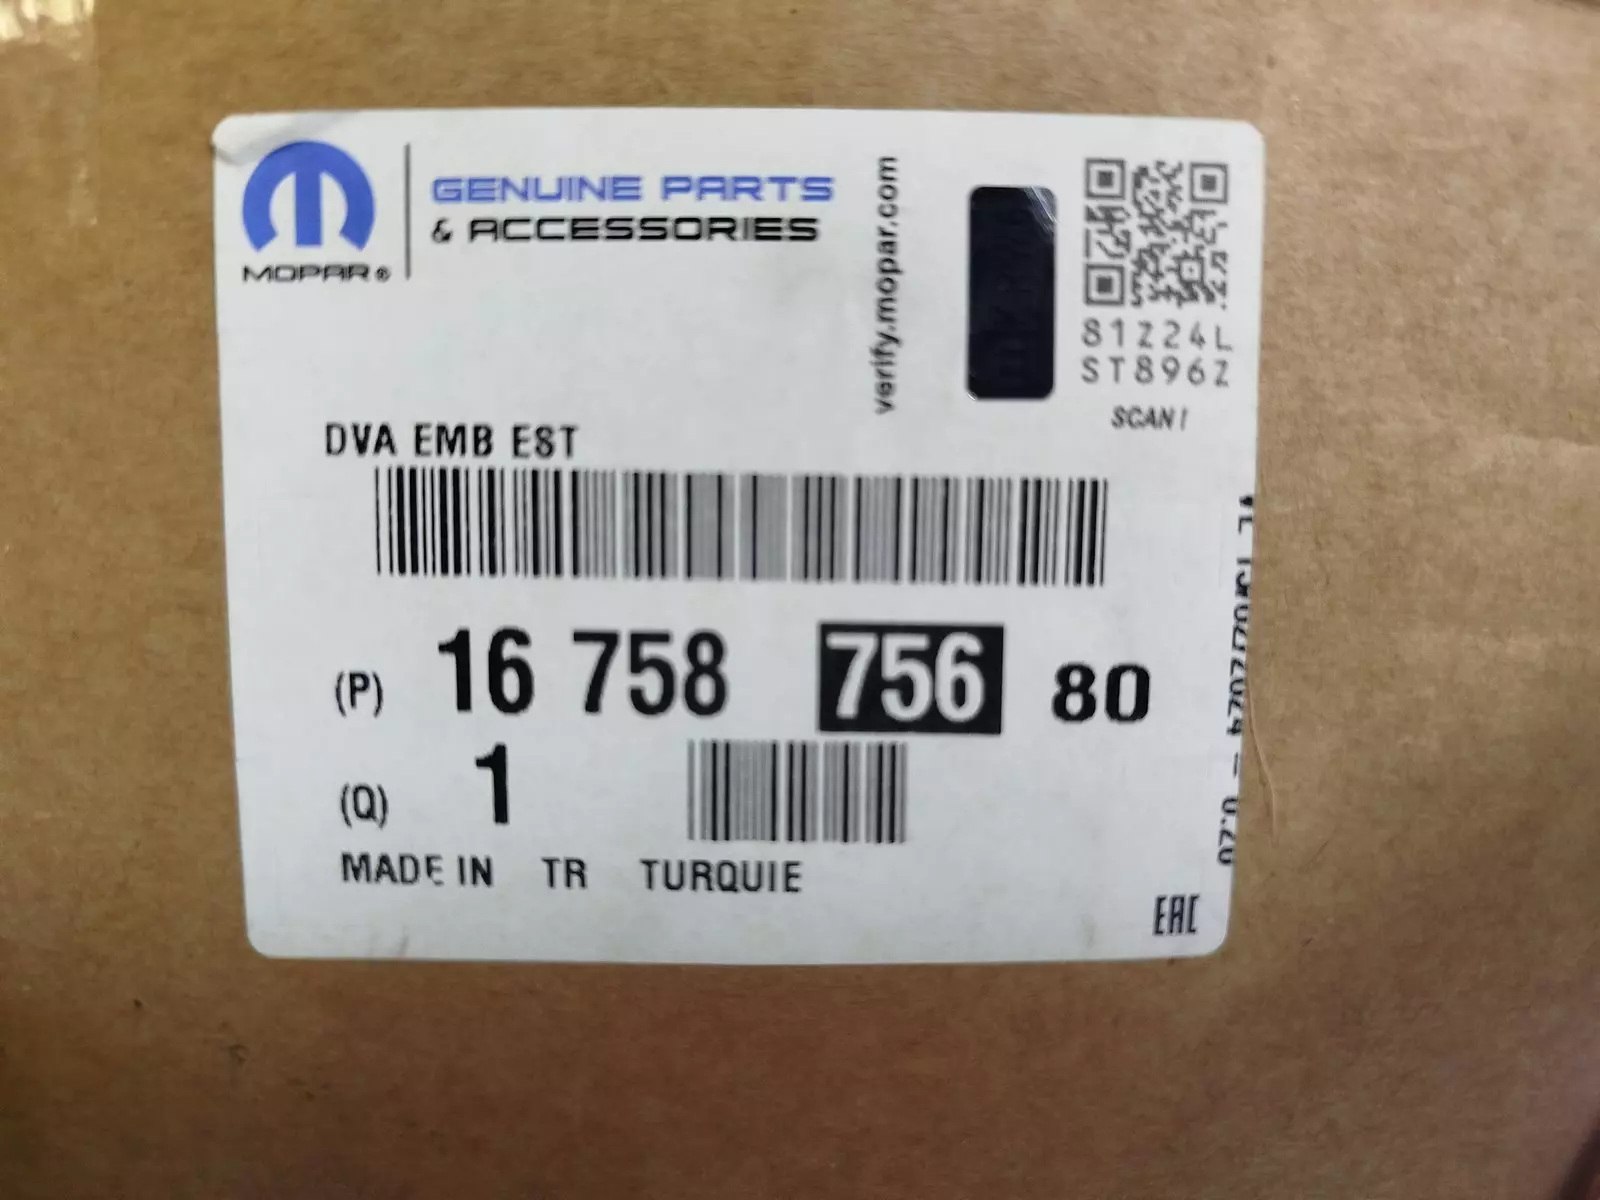 MOPAR®
GENUINE PARTS
& ACCESSORIES
verify.mopar.com
81Z24L
ST896Z
SCAN!
DVA EMB EST
(P) 16 758 756 80
(Q) 1
MADE IN TR TURQUIE
EAC